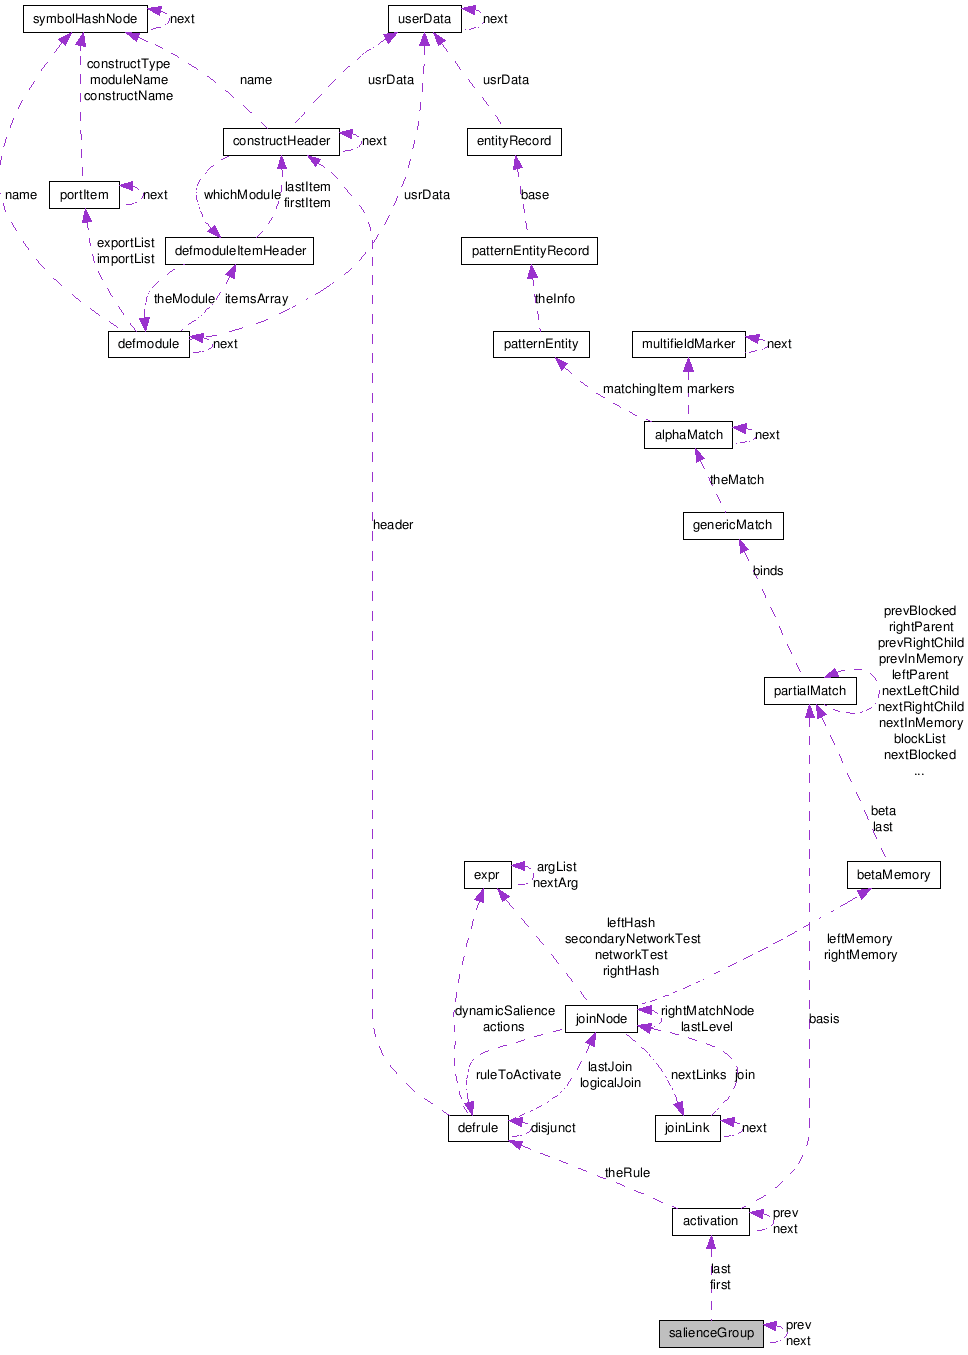 symbolHashNode
next
userData
next
constructType
moduleName
constructName
name
usrData
usrData
constructHeader
next
entityRecord
name
portItem
next
whichModule
lastItem
firstItem
usrData
base
exportList
importList
defmoduleItemHeader
patternEntityRecord
theModule
itemsArray
theInfo
defmodule
next
patternEntity
multifieldMarker
next
matchingItem
markers
alphaMatch
next
theMatch
header
genericMatch
binds
prevBlocked
rightParent
prevRightChild
prevInMemory
leftParent
nextLeftChild
nextRightChild
nextInMemory
blockList
nextBlocked
...
partialMatch
beta
last
expr
argList
nextArg
betaMemory
leftHash
secondaryNetworkTest
networkTest
rightHash
leftMemory
rightMemory
dynamicSalience
actions
joinNode
rightMatchNode
lastLevel
basis
ruleToActivate
lastJoin
logicalJoin
nextLinks
join
defrule
disjunct
joinLink
next
theRule
activation
prev
next
last
first
salienceGroup
prev
next